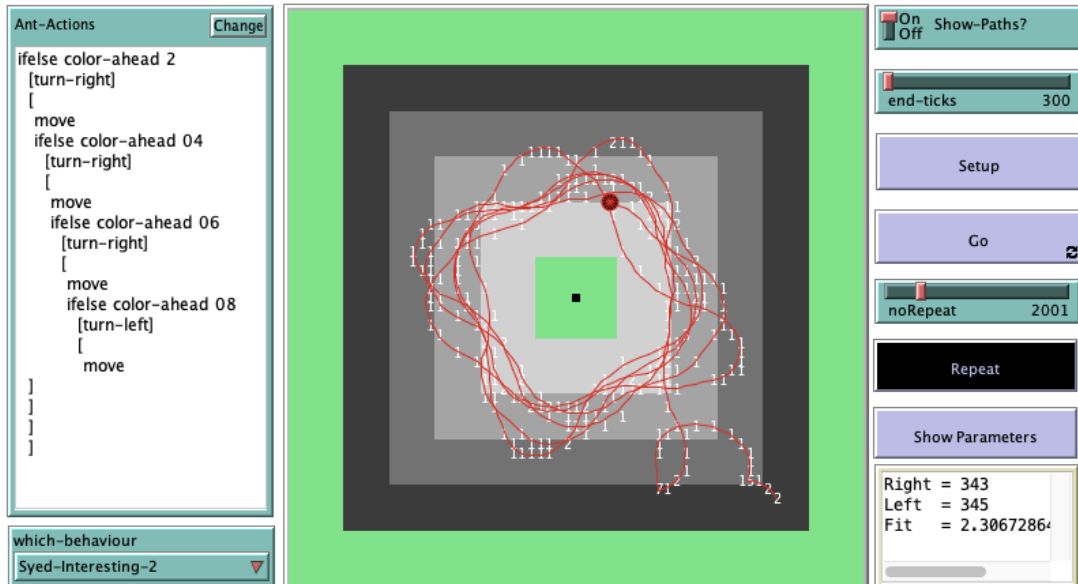 Ant-Actions
Change
ifelse color-ahead 2
[turn-right]
[
move
ifelse color-ahead 04
[turn-right]
[
move
ifelse color-ahead 06
[turn-right]
[
move
ifelse color-ahead 08
[turn-left]
[
move
]
]
]
]
which-behaviour
Syed-Interesting-2
On
Off
Show-Paths?
end-ticks 300
Setup
Go
noRepeat 2001
Repeat
Show Parameters
Right = 343
Left = 345
Fit = 2.30672864